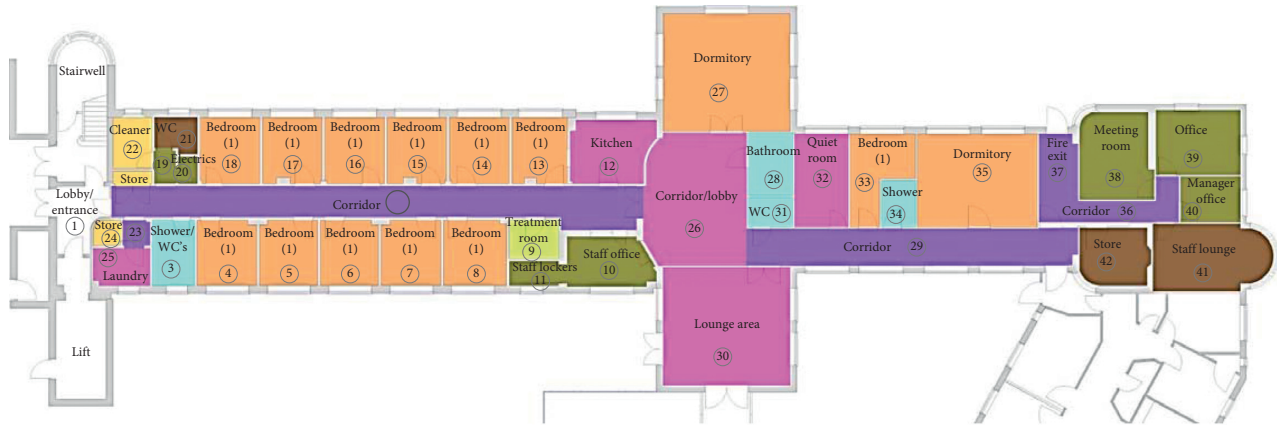 Stairwell
Dormitory
27
Cleaner
22
WC
21
19
Electrics
20
Bedroom
(1)
18
Bedroom
(1)
17
Bedroom
(1)
16
Bedroom
(1)
15
Bedroom
(1)
14
Bedroom
(1)
13
Kitchen
12
Bathroom
28
Quiet
room
32
Bedroom
(1)
33
Dormitory
35
Fire
exit
37
Meeting
room
38
Office
39
Store
Lobby/
entrance
1
Corridor
Corridor/lobby
26
WC 31
Shower
34
Corridor 36
Manager
office
40
Store
24
23
25
Laundry
Shower/
WC's
3
Bedroom
(1)
4
Bedroom
(1)
5
Bedroom
(1)
6
Bedroom
(1)
7
Bedroom
(1)
8
Treatment
room
9
Staff lockers
11
Staff office
10
Corridor 29
Store
42
Staff lounge
41
Lift
Lounge area
30